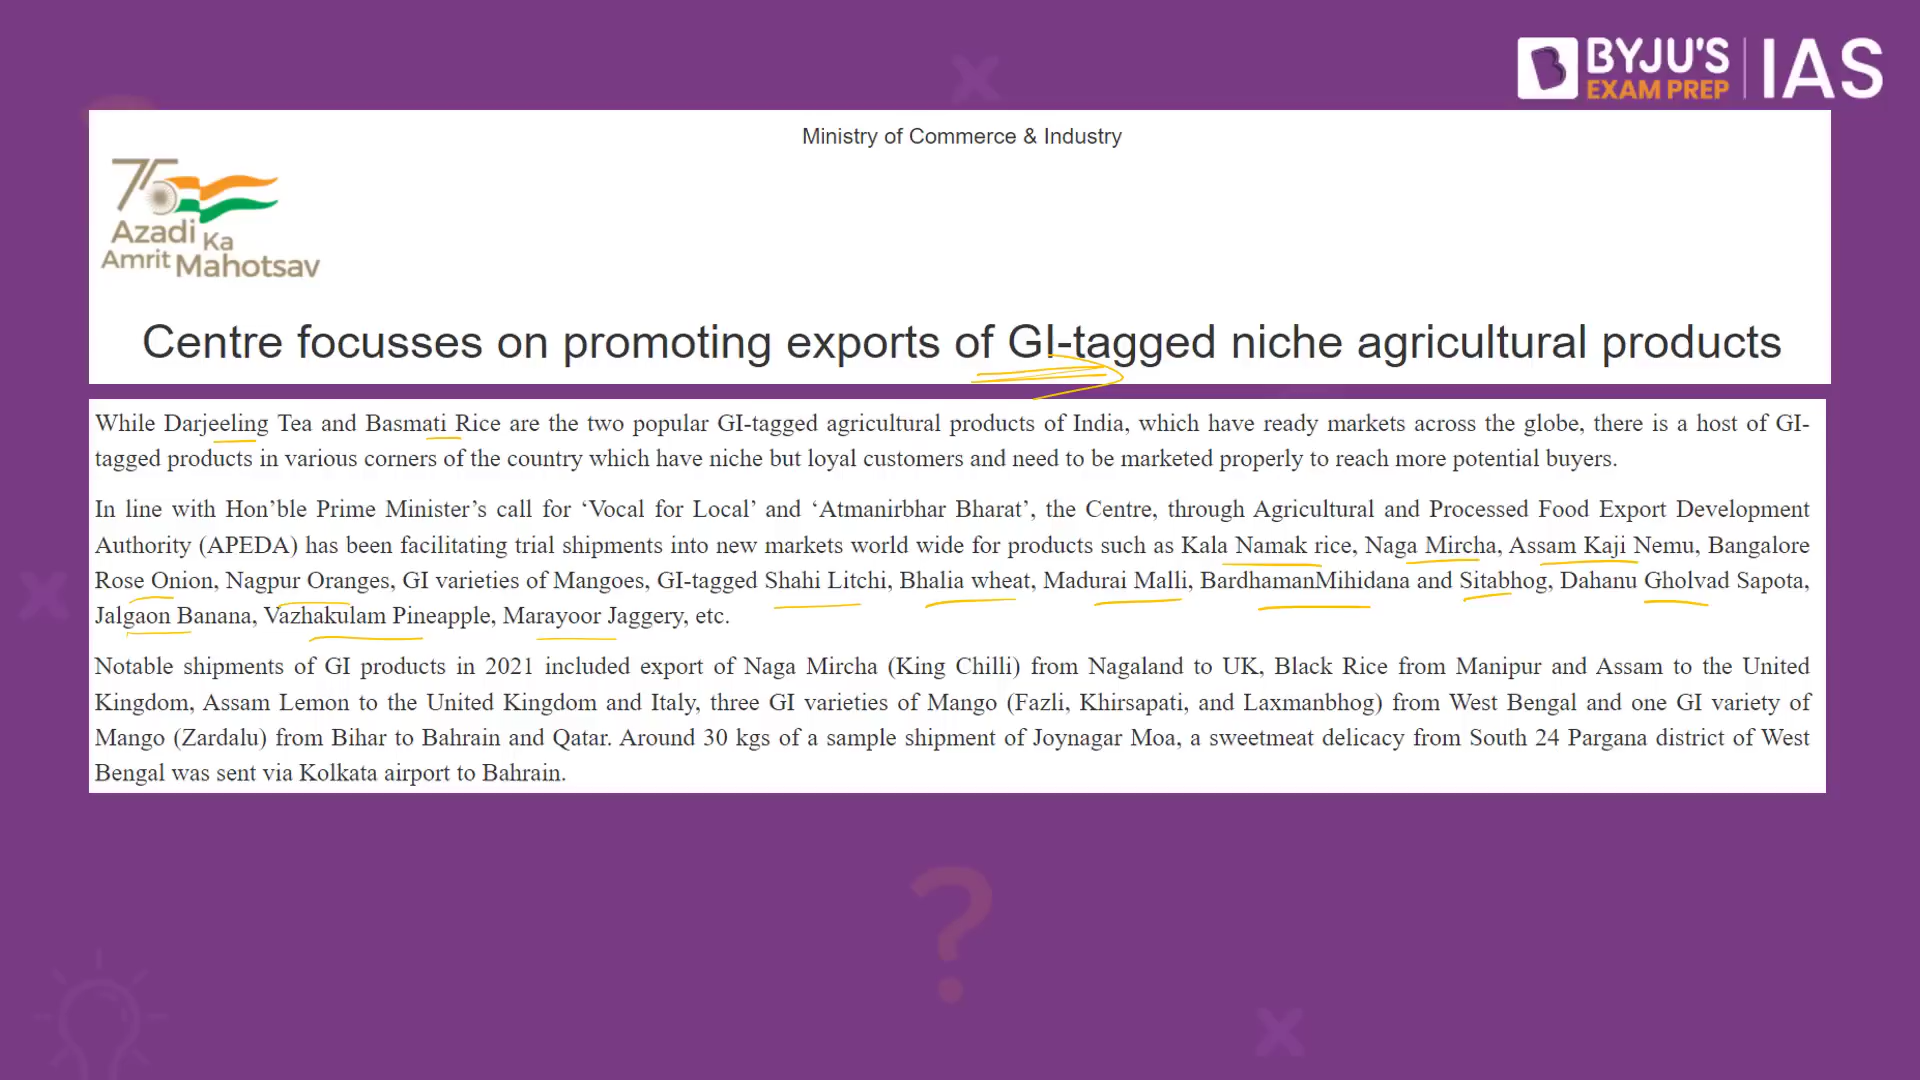 BYJU'S
EXAM PREP
IAS
Ministry of Commerce & Industry
75
Azadi Ka
Amrit Mahotsav
Centre focusses on promoting exports of GI-tagged niche agricultural products
While Darjeeling Tea and Basmati Rice are the two popular GI-tagged agricultural products of India, which have ready markets across the globe, there is a host of GI-
tagged products in various corners of the country which have niche but loyal customers and need to be marketed properly to reach more potential buyers.
In line with Hon’ble Prime Minister’s call for ‘Vocal for Local’ and ‘Atmanirbhar Bharat’, the Centre, through Agricultural and Processed Food Export Development
Authority (APEDA) has been facilitating trial shipments into new markets world wide for products such as Kala Namak rice, Naga Mircha, Assam Kaji Nemu, Bangalore
Rose Onion, Nagpur Oranges, GI varieties of Mangoes, GI-tagged Shahi Litchi, Bhalia wheat, Madurai Malli, BardhamanMihidana and Sitabhog, Dahanu Gholvad Sapota,
Jalgaon Banana, Vazhakulam Pineapple, Marayoor Jaggery, etc.
Notable shipments of GI products in 2021 included export of Naga Mircha (King Chilli) from Nagaland to UK, Black Rice from Manipur and Assam to the United
Kingdom, Assam Lemon to the United Kingdom and Italy, three GI varieties of Mango (Fazli, Khirsapati, and Laxmanbhog) from West Bengal and one GI variety of
Mango (Zardalu) from Bihar to Bahrain and Qatar. Around 30 kgs of a sample shipment of Joynagar Moa, a sweetmeat delicacy from South 24 Pargana district of West
Bengal was sent via Kolkata airport to Bahrain.